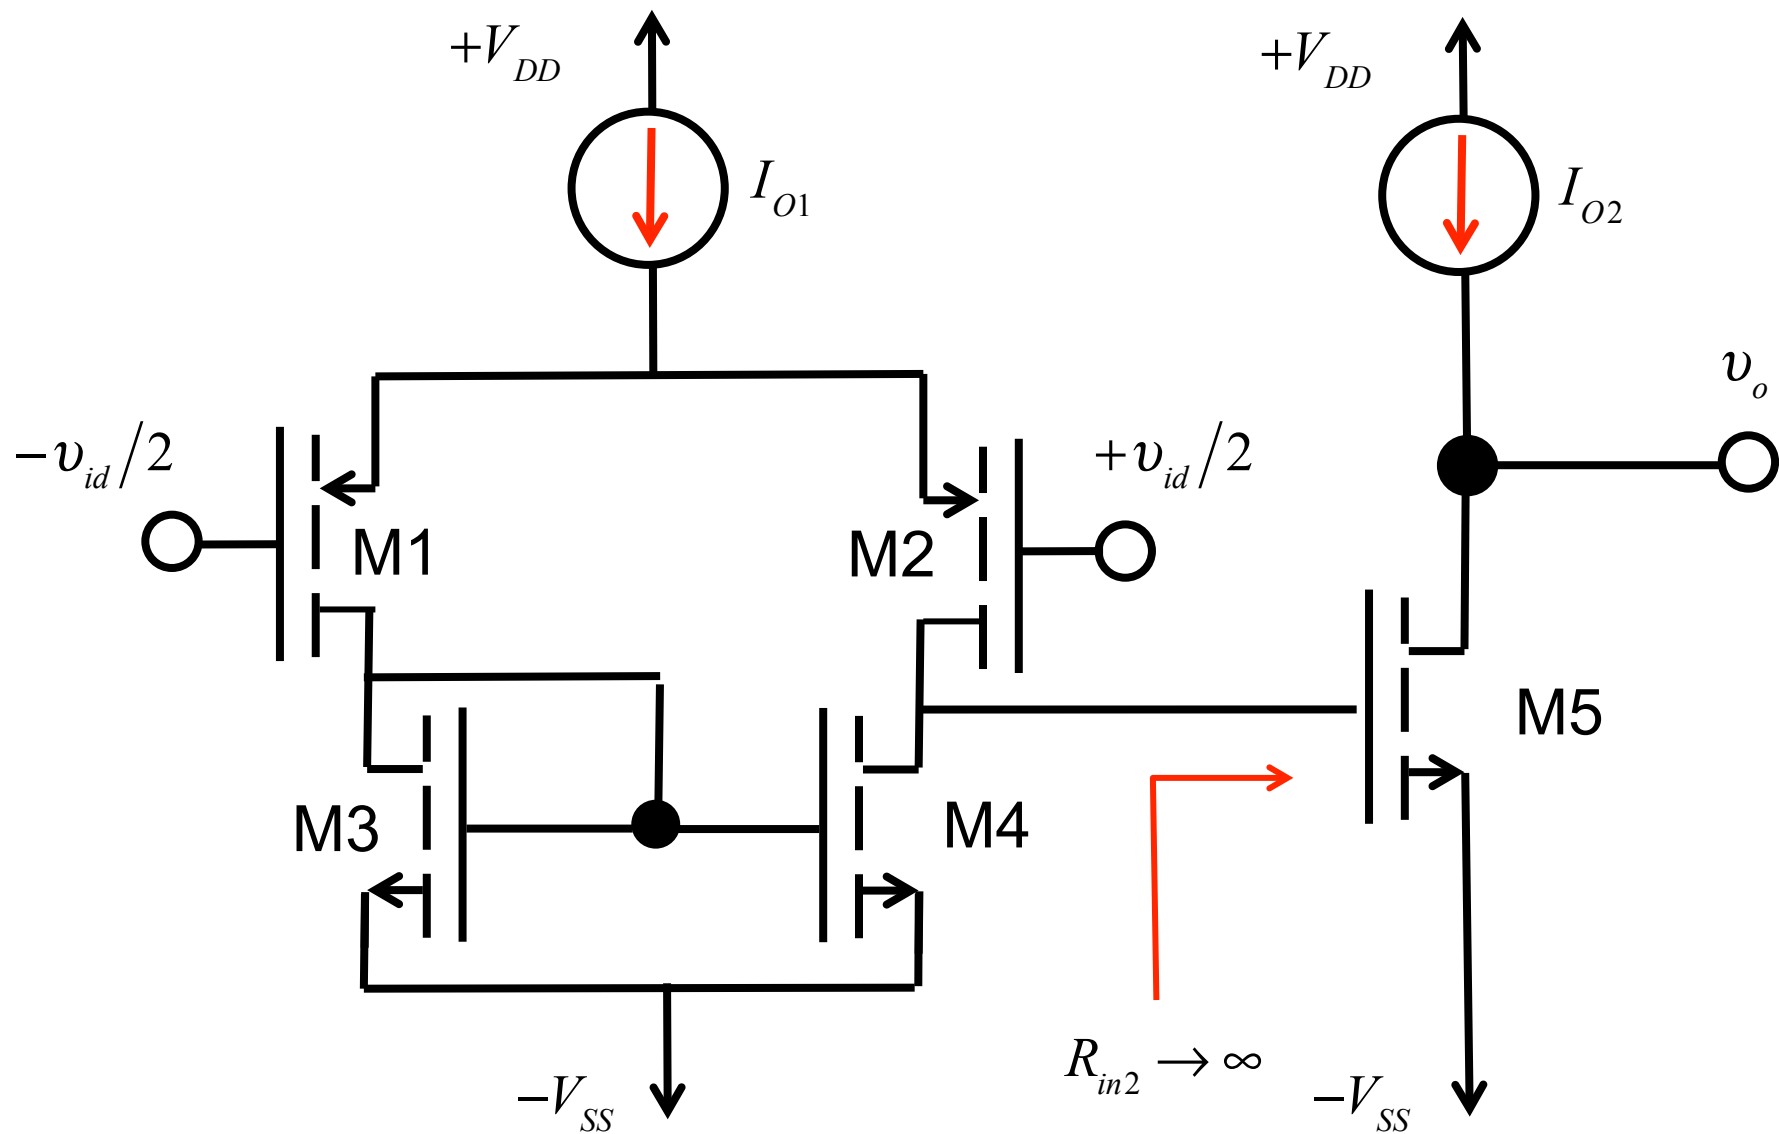 +V_DD
+V_DD
I_O1
I_O2
υ_o
−υ_id/2
+υ_id/2
M1
M2
M5
M3
M4
R_in2 → ∞
−V_SS
−V_SS